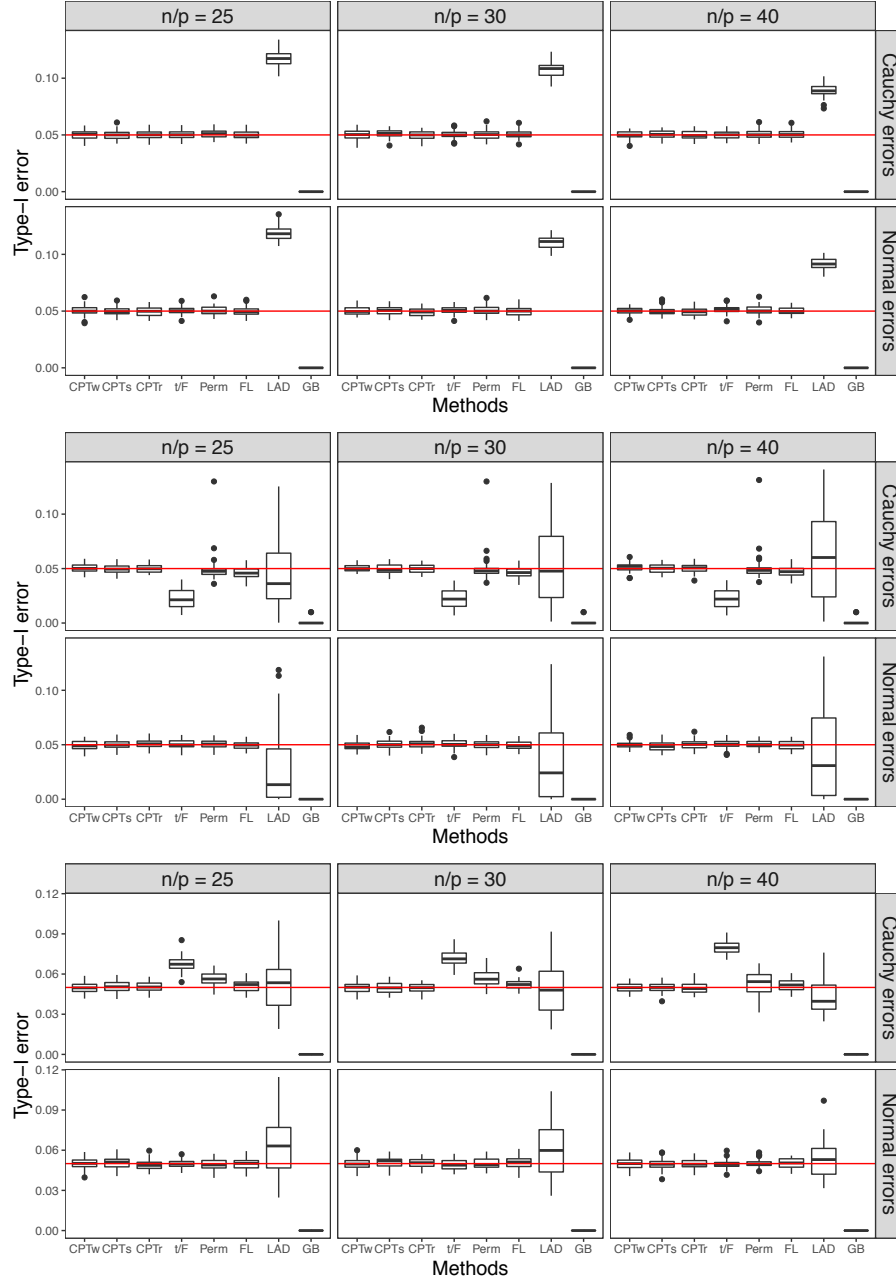 n/p = 25 n/p = 30 n/p = 40
0.10
0.05
0.00
Cauchy errors
0.10
0.05
0.00
Normal errors
Type−I error
CPTw CPTs CPTr t/F Perm FL LAD GB CPTw CPTs CPTr t/F Perm FL LAD GB CPTw CPTs CPTr t/F Perm FL LAD GB
Methods
n/p = 25 n/p = 30 n/p = 40
0.10
0.05
0.00
Cauchy errors
0.10
0.05
0.00
Normal errors
Type−I error
CPTw CPTs CPTr t/F Perm FL LAD GB CPTw CPTs CPTr t/F Perm FL LAD GB CPTw CPTs CPTr t/F Perm FL LAD GB
Methods
n/p = 25 n/p = 30 n/p = 40
0.12
0.09
0.06
0.03
0.00
Cauchy errors
0.12
0.09
0.06
0.03
0.00
Normal errors
Type−I error
CPTw CPTs CPTr t/F Perm FL LAD GB CPTw CPTs CPTr t/F Perm FL LAD GB CPTw CPTs CPTr t/F Perm FL LAD GB
Methods